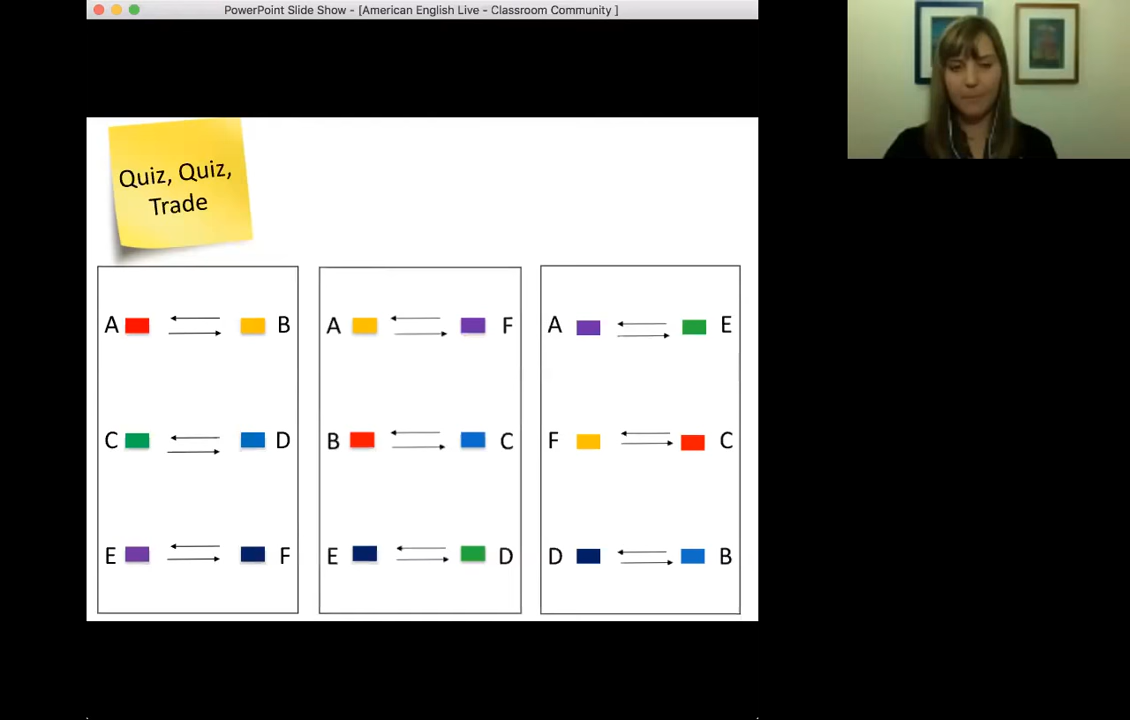 PowerPoint Slide Show - [American English Live - Classroom Community ]
Quiz, Quiz,
Trade
A B
C D
E F
A F
B C
E D
A E
F C
D B